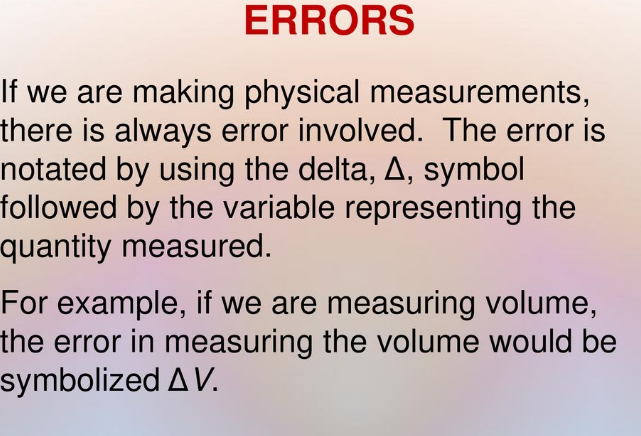 ERRORS
If we are making physical measurements,
there is always error involved.  The error is
notated by using the delta, Δ, symbol
followed by the variable representing the
quantity measured.
For example, if we are measuring volume,
the error in measuring the volume would be
symbolized ΔV.